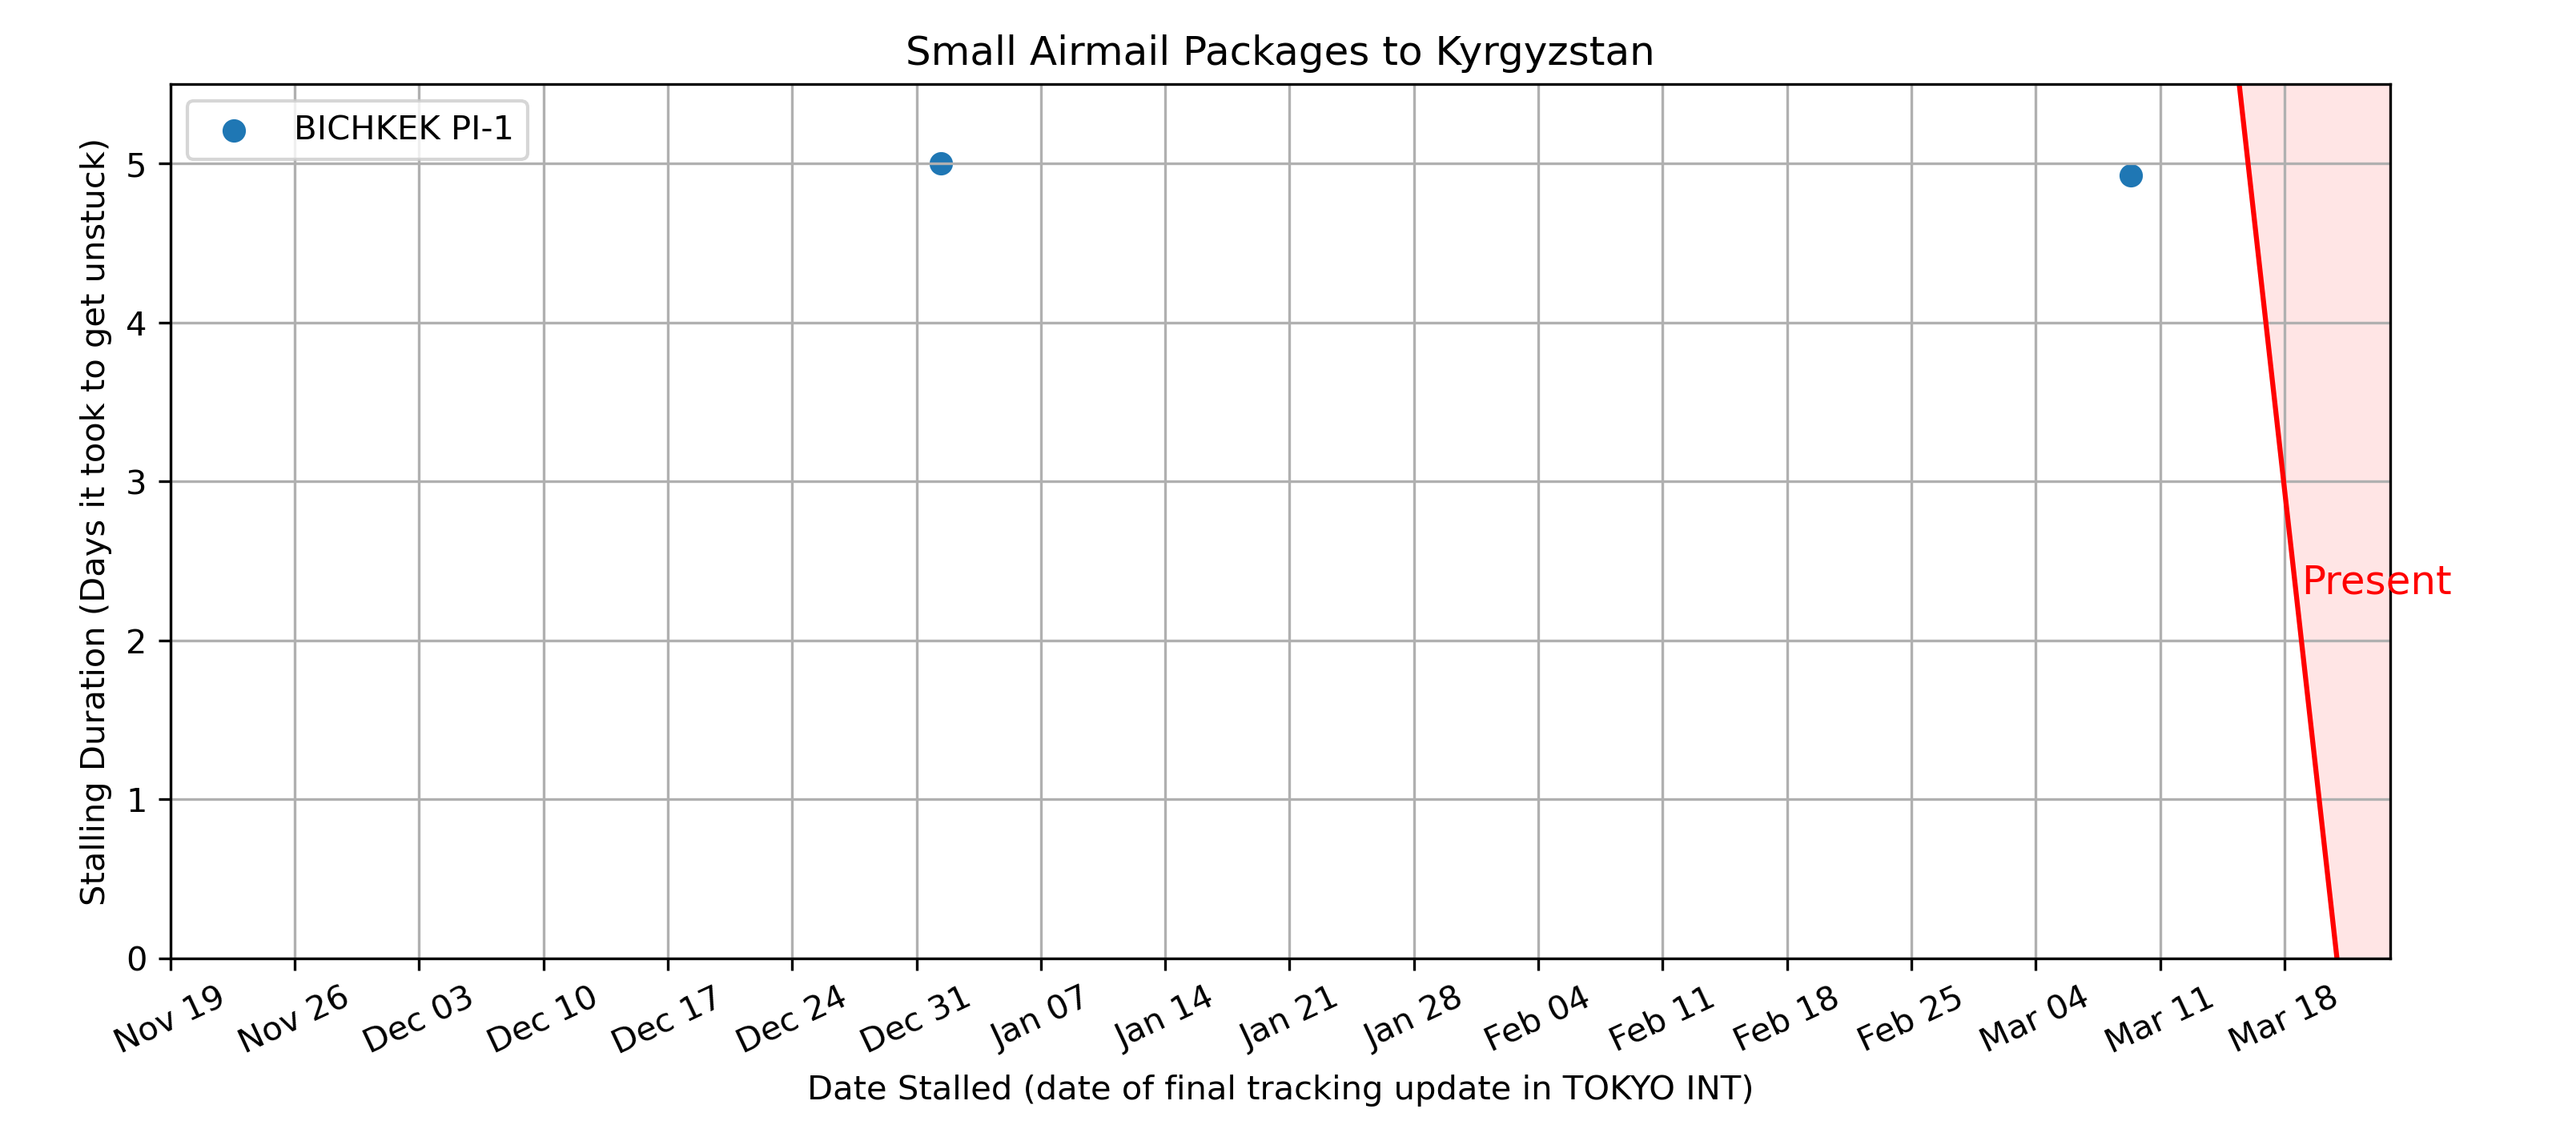 Small Airmail Packages to Kyrgyzstan
BICHKEK PI-1
Stalling Duration (Days it took to get unstuck)
5
4
3
2
1
0
Present
Nov 19
Nov 26
Dec 03
Dec 10
Dec 17
Dec 24
Dec 31
Jan 07
Jan 14
Jan 21
Jan 28
Feb 04
Feb 11
Feb 18
Feb 25
Mar 04
Mar 11
Mar 18
Date Stalled (date of final tracking update in TOKYO INT)